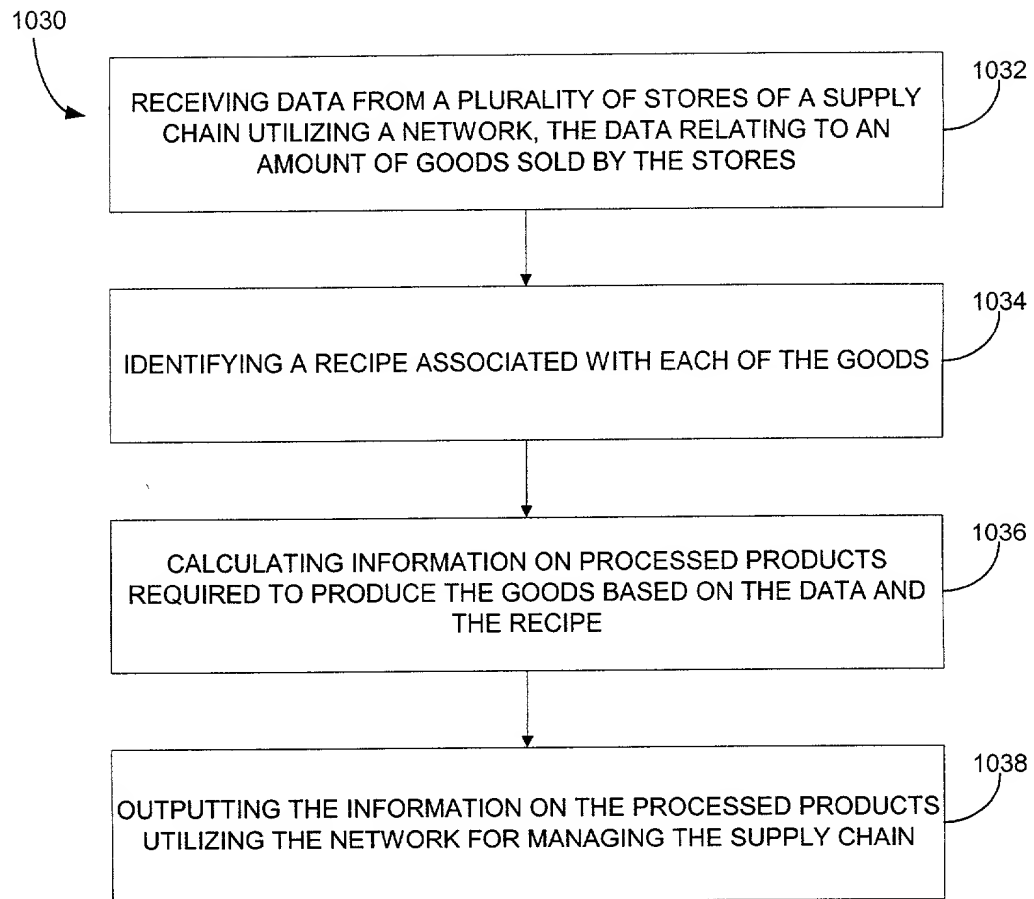 1030
1032
RECEIVING DATA FROM A PLURALITY OF STORES OF A SUPPLY
CHAIN UTILIZING A NETWORK, THE DATA RELATING TO AN
AMOUNT OF GOODS SOLD BY THE STORES
1034
IDENTIFYING A RECIPE ASSOCIATED WITH EACH OF THE GOODS
1036
CALCULATING INFORMATION ON PROCESSED PRODUCTS
REQUIRED TO PRODUCE THE GOODS BASED ON THE DATA AND
THE RECIPE
1038
OUTPUTTING THE INFORMATION ON THE PROCESSED PRODUCTS
UTILIZING THE NETWORK FOR MANAGING THE SUPPLY CHAIN